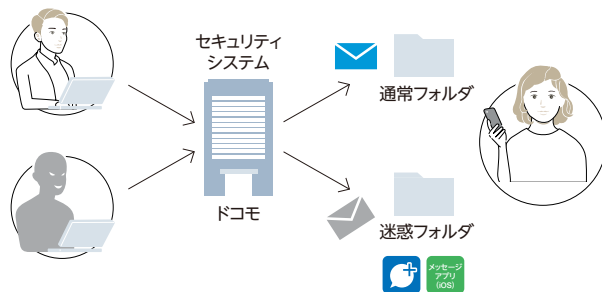 セキュリティ
システム
ドコモ
通常フォルダ
迷惑フォルダ
メッセージ
アプリ
(iOS)